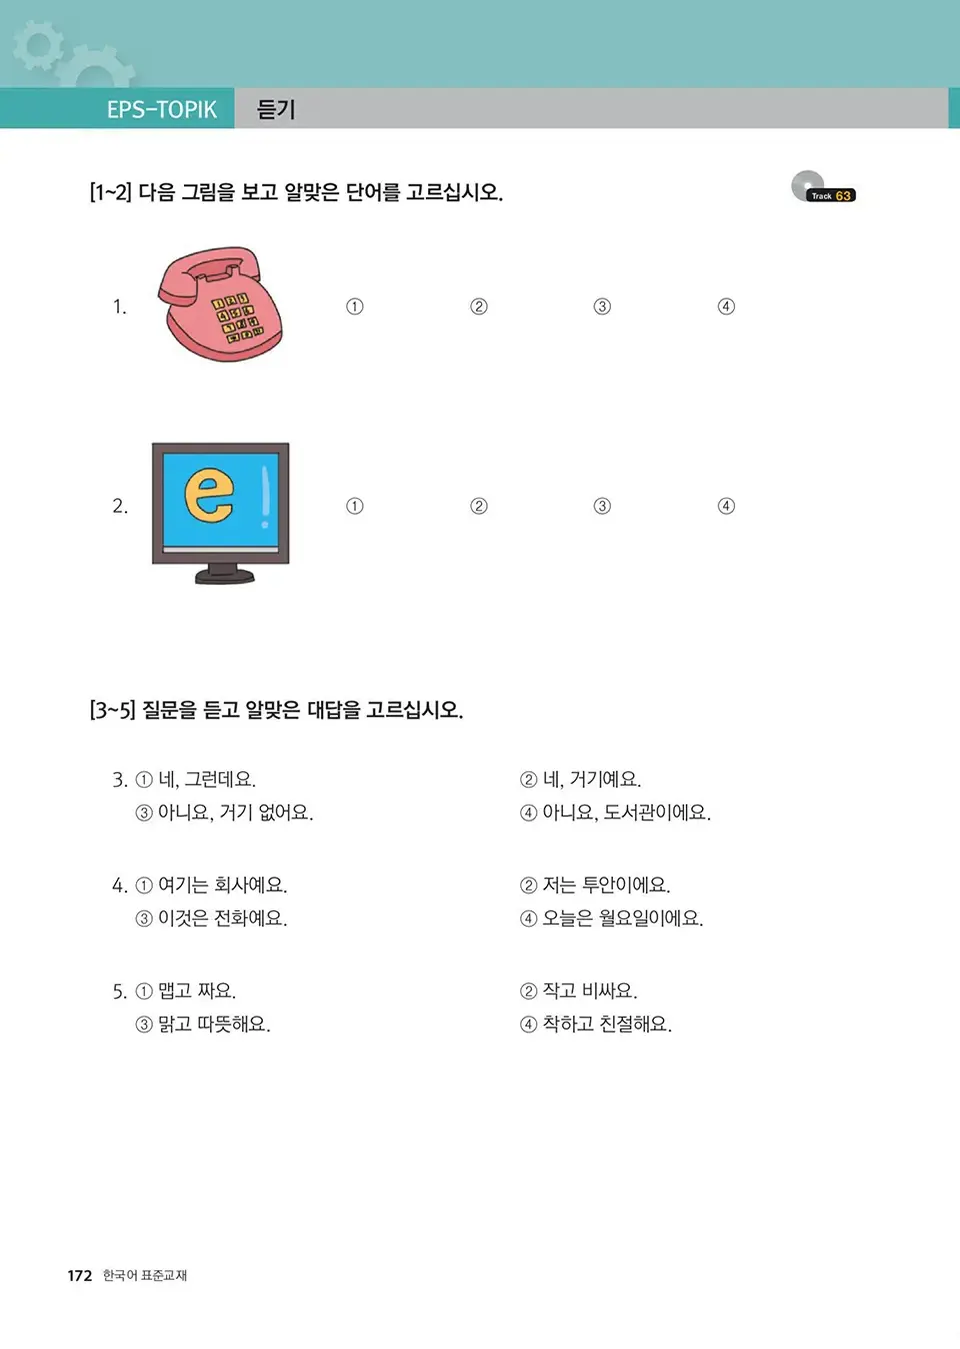 EPS-TOPIK 듣기
[1~2] 다음 그림을 보고 알맞은 단어를 고르십시오.
Track 63
1. ① ② ③ ④
2. ① ② ③ ④
e
[3~5] 질문을 듣고 알맞은 대답을 고르십시오.
3. ① 네, 그런데요. ② 네, 거기예요.
③ 아니요, 거기 없어요. ④ 아니요, 도서관이에요.
4. ① 여기는 회사예요. ② 저는 투안이에요.
③ 이것은 전화예요. ④ 오늘은 월요일이에요.
5. ① 맵고 짜요. ② 작고 비싸요.
③ 맑고 따뜻해요. ④ 착하고 친절해요.
172 한국어 표준교재